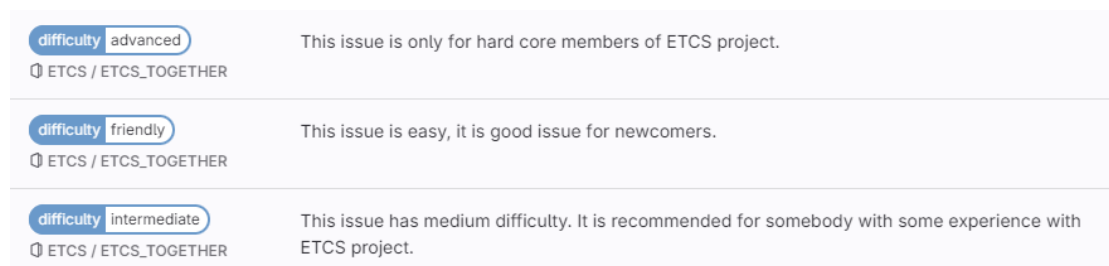 difficulty advanced
This issue is only for hard core members of ETCS project.
ETCS / ETCS_TOGETHER
difficulty friendly
This issue is easy, it is good issue for newcomers.
ETCS / ETCS_TOGETHER
difficulty intermediate
This issue has medium difficulty. It is recommended for somebody with some experience with
ETCS project.
ETCS / ETCS_TOGETHER